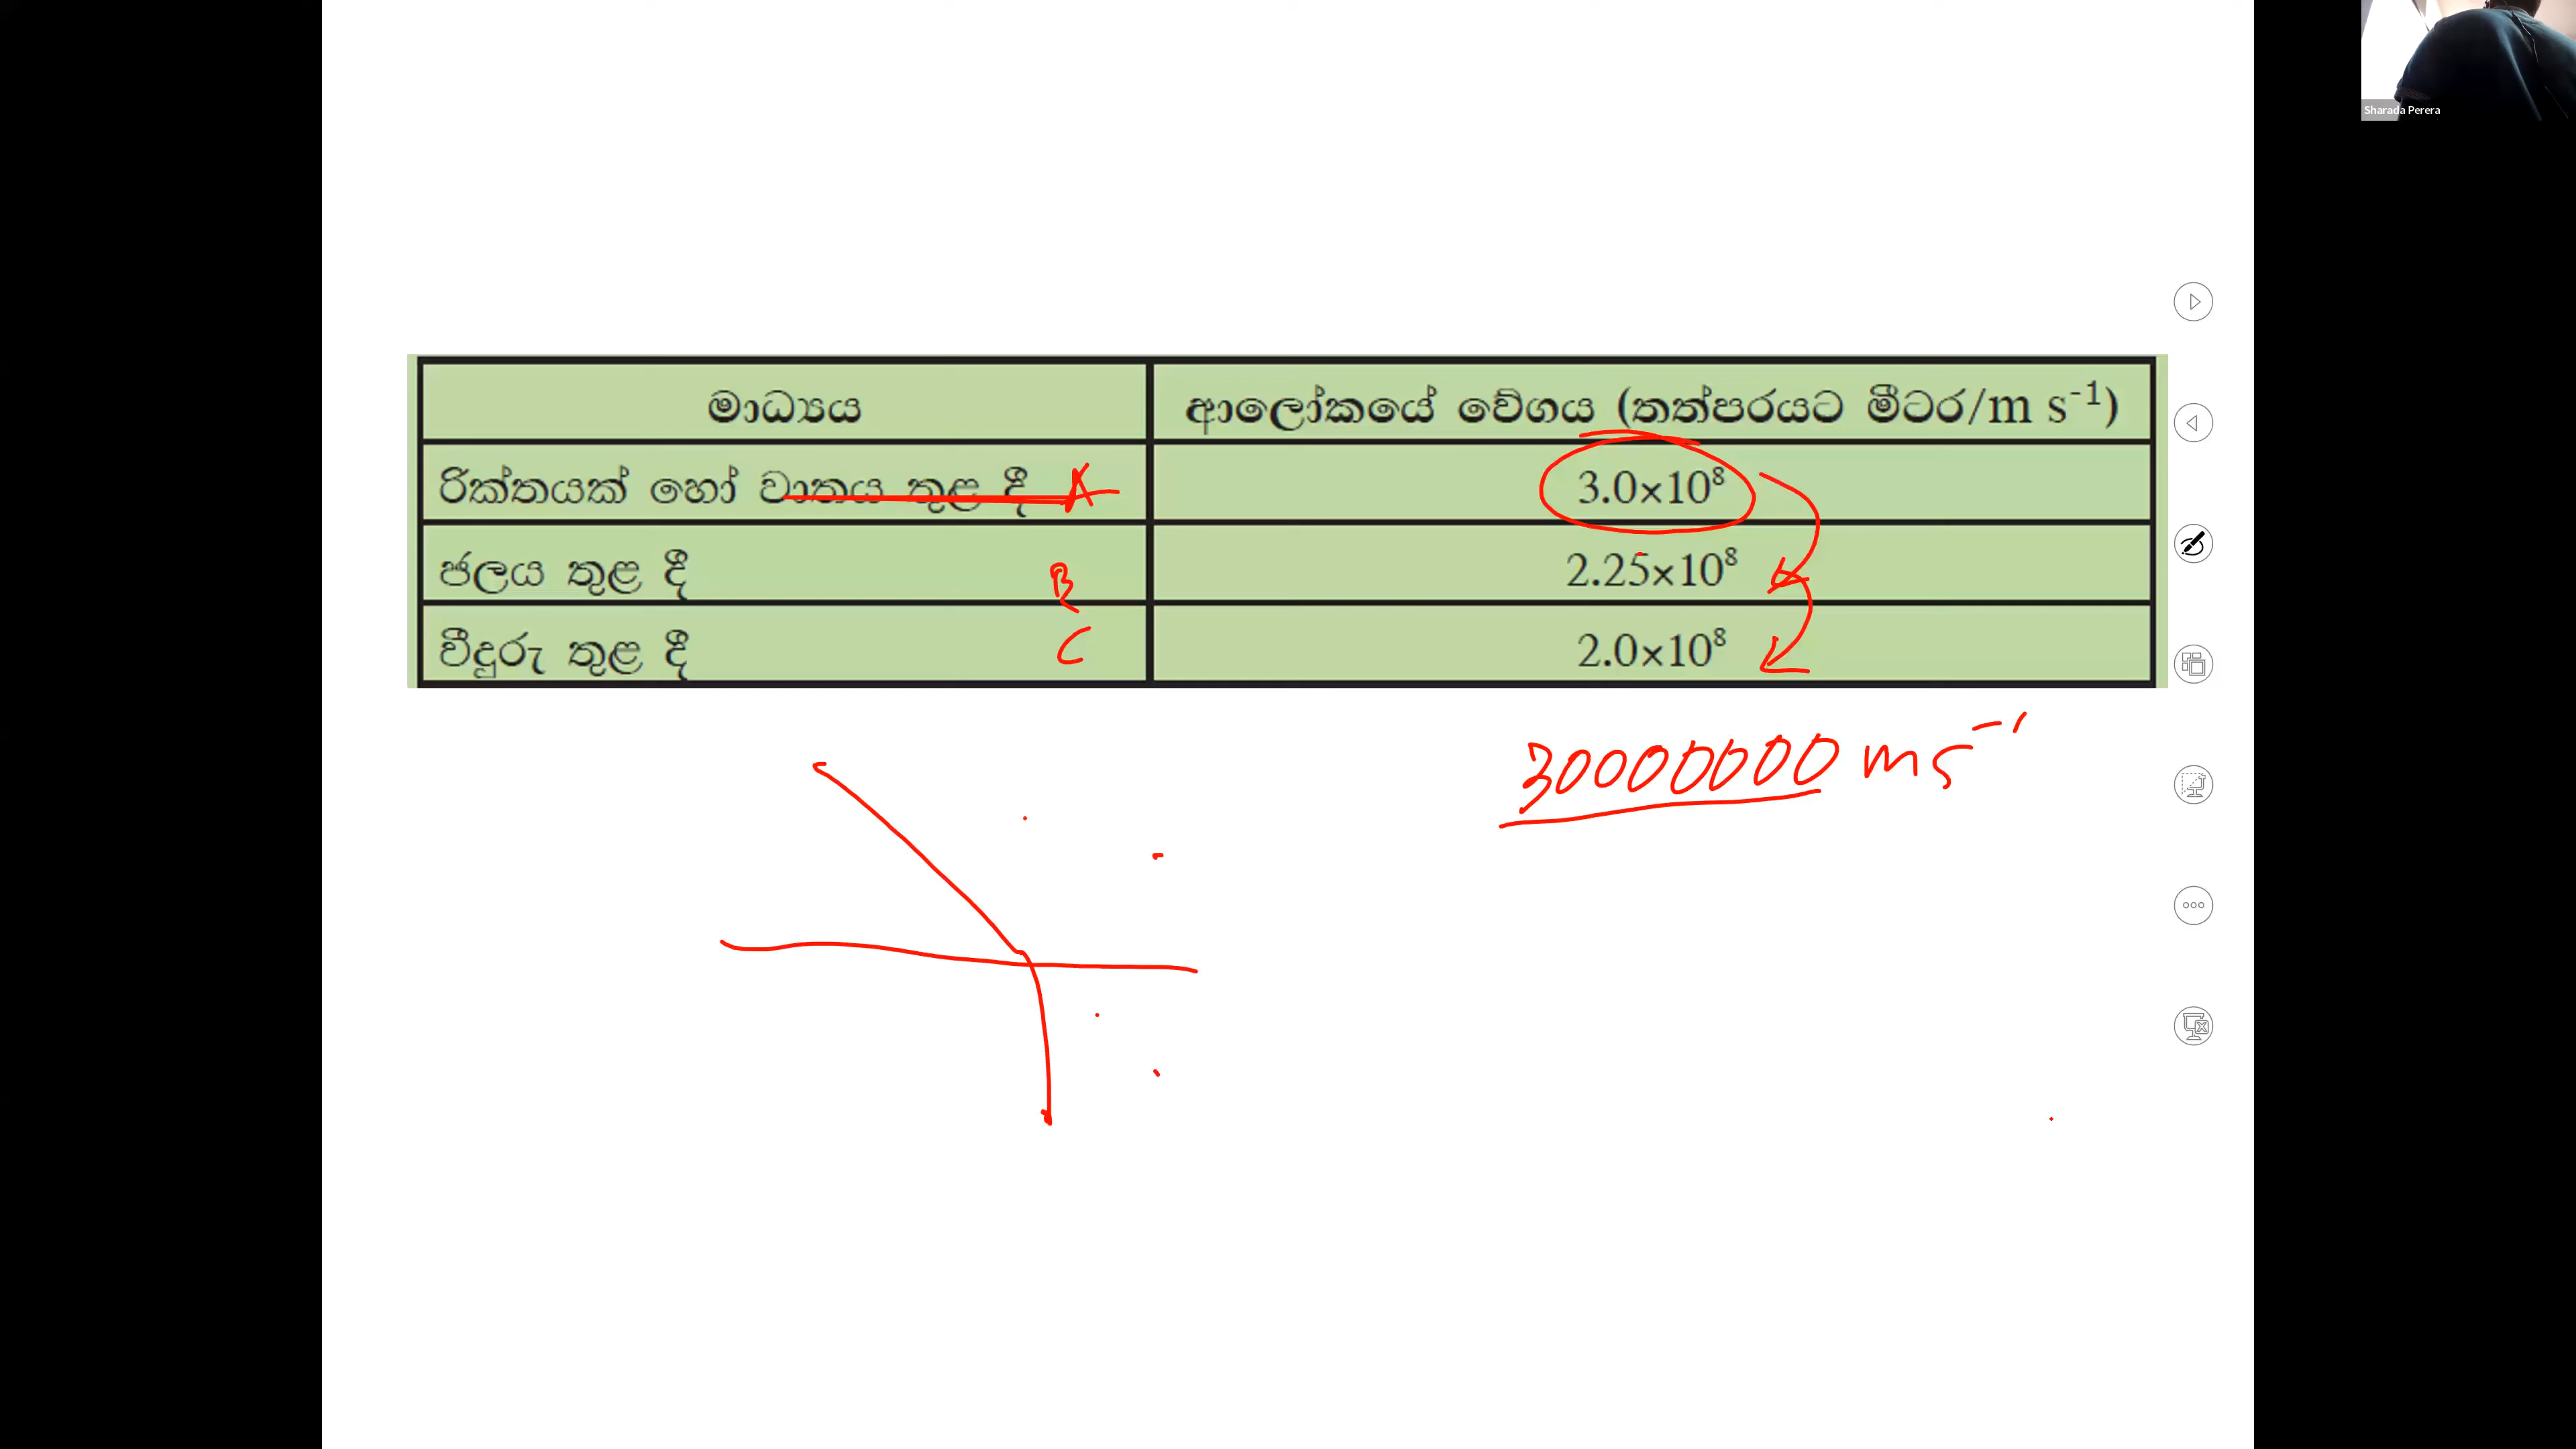 Sharada Perera
මාධ්‍යය
ආලෝකයේ වේගය (තත්පරයට මීටර/m s⁻¹)
රික්තයක් හෝ වාතය තුළ දී A
3.0×10⁸
ජලය තුළ දී B
2.25×10⁸
වීදුරු තුළ දී C
2.0×10⁸
30000000 ms⁻¹